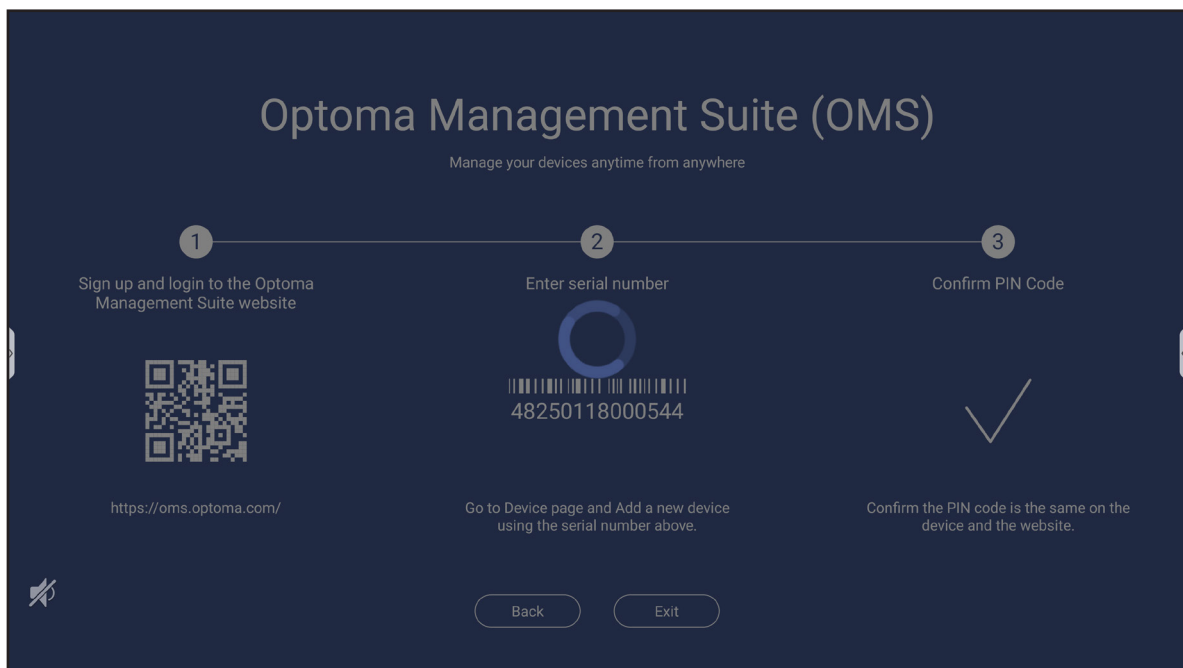 Optoma Management Suite (OMS)
Manage your devices anytime from anywhere
1
2
3
Sign up and login to the Optoma
Management Suite website
Enter serial number
Confirm PIN Code
48250118000544
https://oms.optoma.com/
Go to Device page and Add a new device
using the serial number above.
Confirm the PIN code is the same on the
device and the website.
Back
Exit